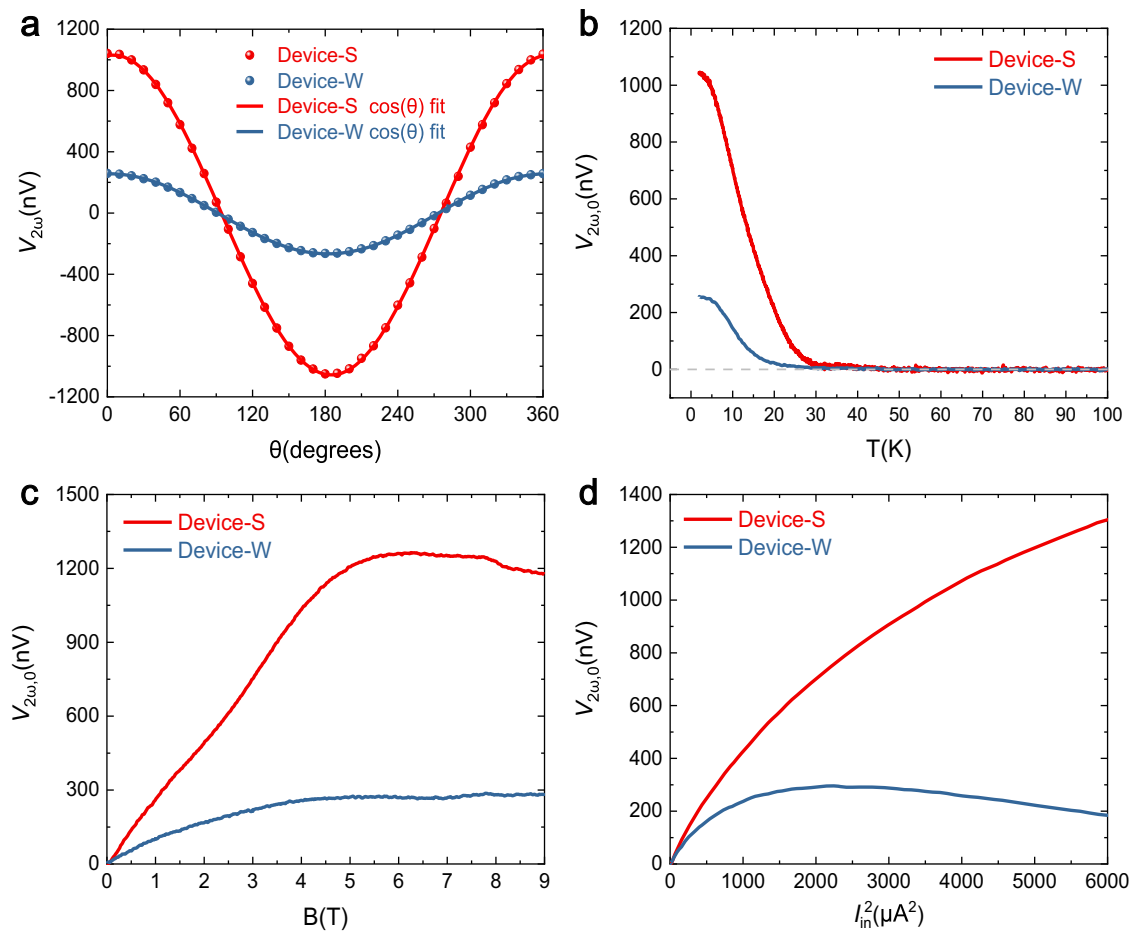 a
1200
800
400
0
-400
-800
-1200
V2ω(nV)
0 60 120 180 240 300 360
θ(degrees)
Device-S
Device-W
Device-S cos(θ) fit
Device-W cos(θ) fit
b
1200
1000
800
600
400
200
0
V2ω,0(nV)
0 10 20 30 40 50 60 70 80 90 100
T(K)
Device-S
Device-W
c
1500
1200
900
600
300
0
V2ω,0(nV)
0 1 2 3 4 5 6 7 8 9
B(T)
Device-S
Device-W
d
1400
1200
1000
800
600
400
200
0
V2ω,0(nV)
0 1000 2000 3000 4000 5000 6000
I²in(μA²)
Device-S
Device-W